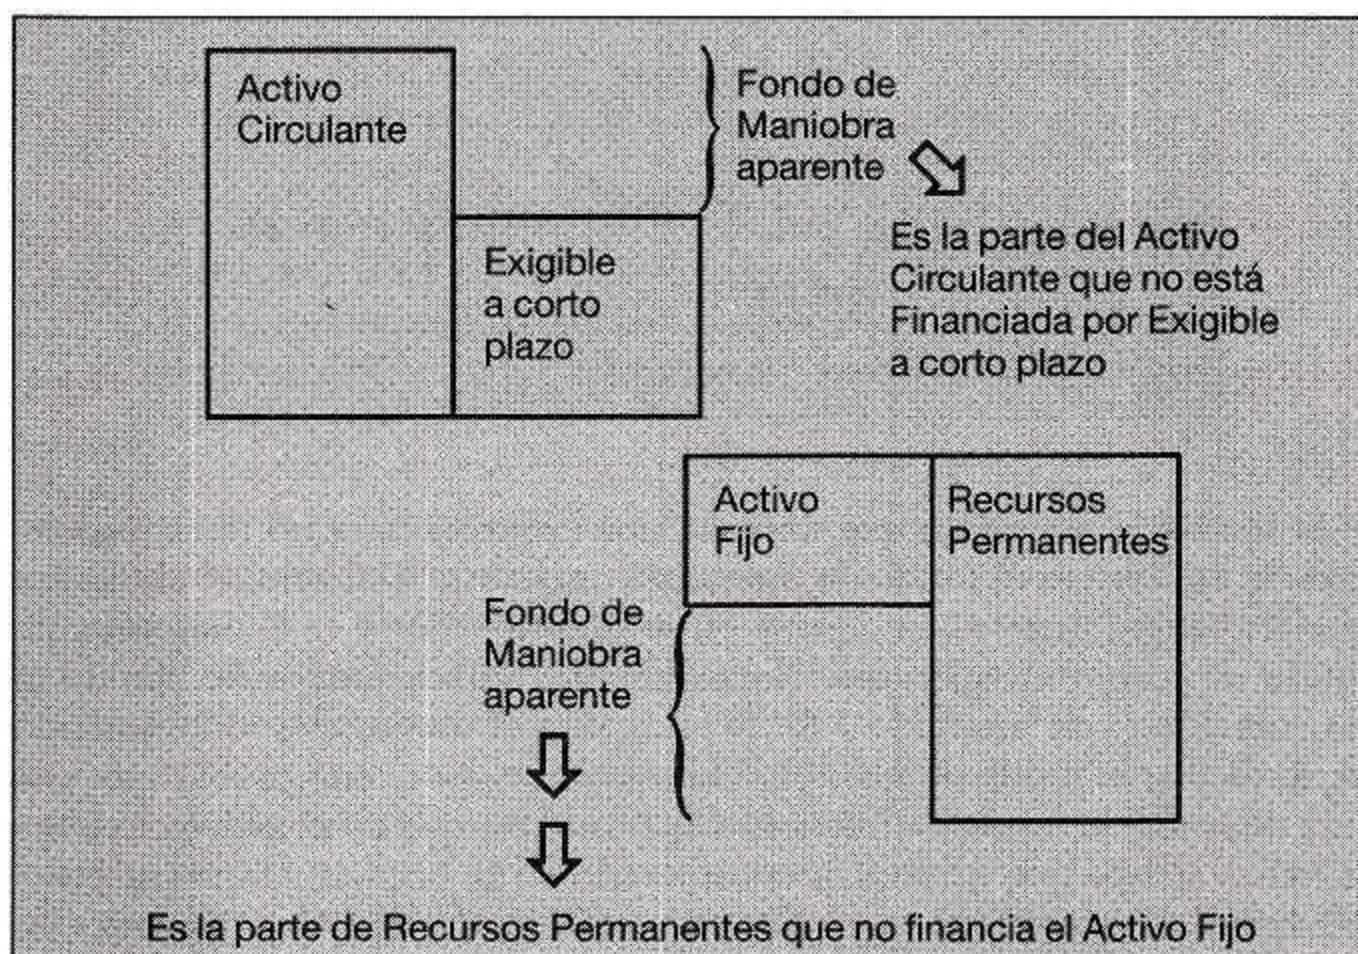 Activo
Circulante
Fondo de
Maniobra
aparente
Es la parte del Activo
Circulante que no está
Financiada por Exigible
a corto plazo
Exigible
a corto
plazo
Activo
Fijo
Recursos
Permanentes
Fondo de
Maniobra
aparente
Es la parte de Recursos Permanentes que no financia el Activo Fijo